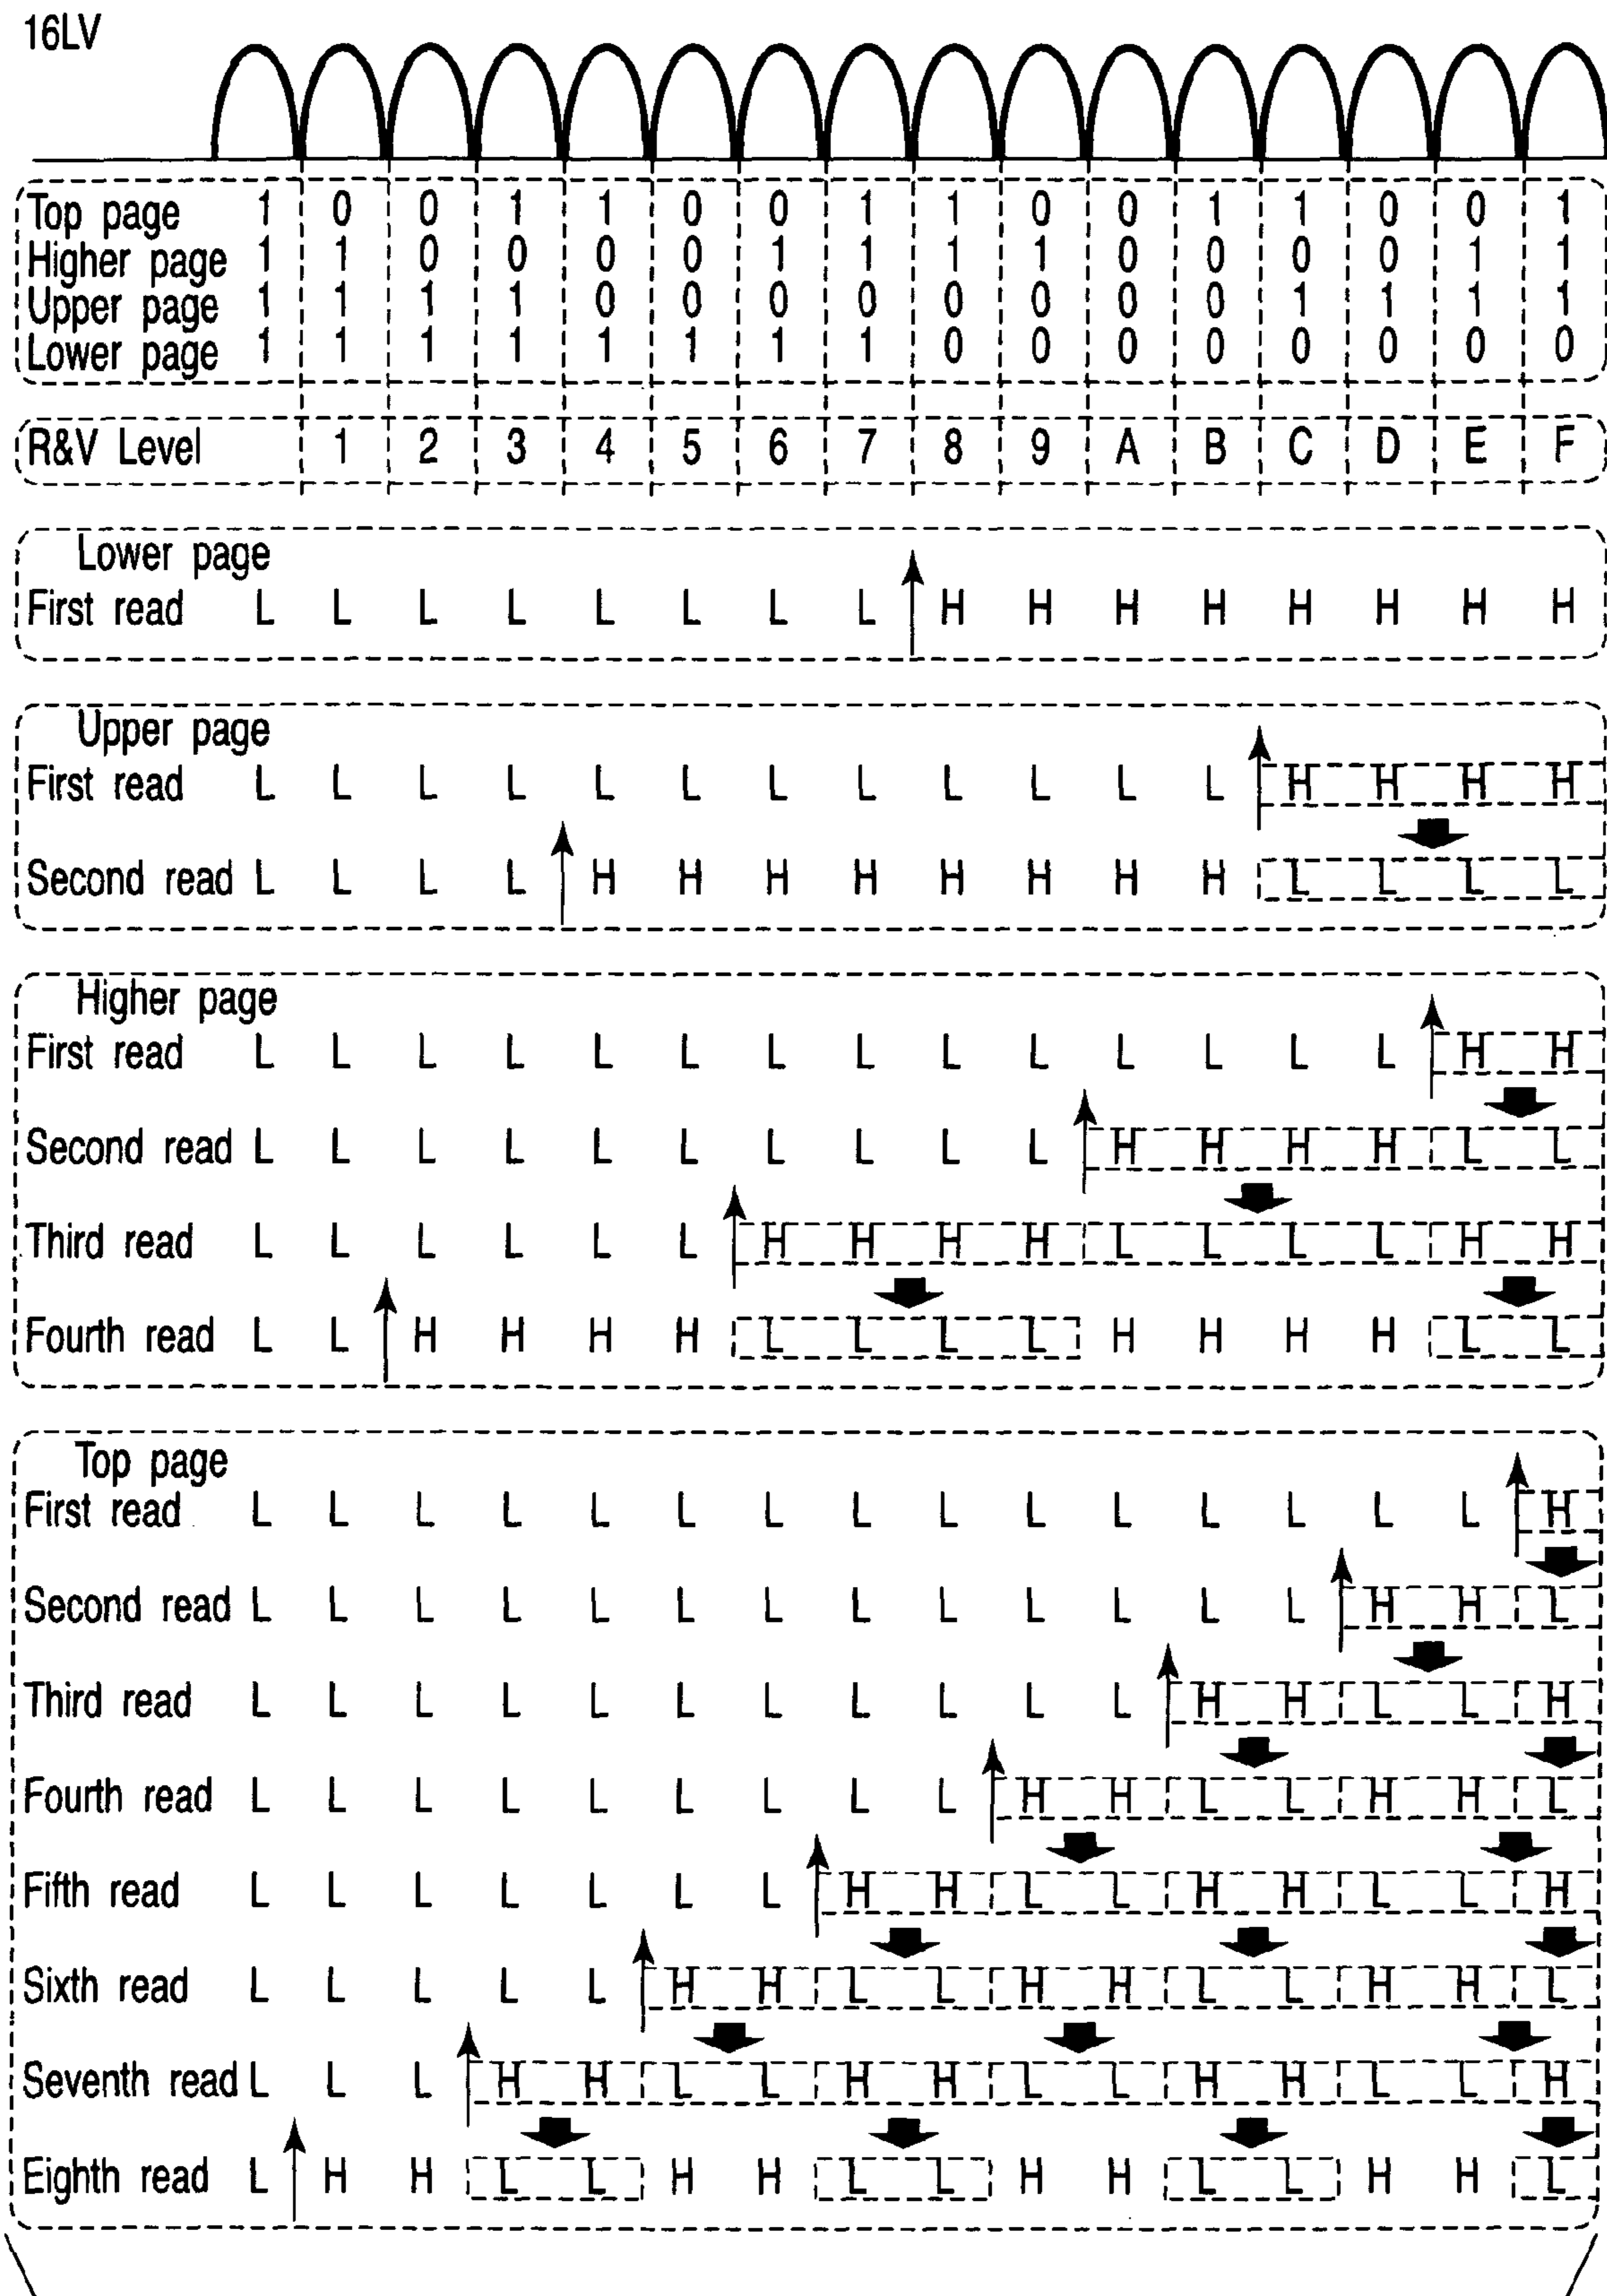 16LV
Top page 1 0 0 1 1 0 0 1 1 0 0 1 1 0 0 1
Higher page 1 1 0 0 0 0 1 1 1 1 0 0 0 0 1 1
Upper page 1 1 1 1 0 0 0 0 0 0 0 0 1 1 1 1
Lower page 1 1 1 1 1 1 1 1 0 0 0 0 0 0 0 0
R&V Level 1 2 3 4 5 6 7 8 9 A B C D E F
Lower page
First read L L L L L L L L H H H H H H H H
Upper page
First read L L L L L L L L L L L L H H H H
Second read L L L L H H H H H H H H L L L L
Higher page
First read L L L L L L L L L L L L L L H H
Second read L L L L L L L L L L H H H H L L
Third read L L L L L L H H H H L L L L H H
Fourth read L L H H H H L L L L H H H H L L
Top page
First read L L L L L L L L L L L L L L L H
Second read L L L L L L L L L L L L L H H L
Third read L L L L L L L L L L L H H L L H
Fourth read L L L L L L L L L H H L L H H L
Fifth read L L L L L L L H H L L H H L L H
Sixth read L L L L L H H L L H H L L H H L
Seventh read L L L H H L L H H L L H H L L H
Eighth read L H H L L H H L L H H L L H H L